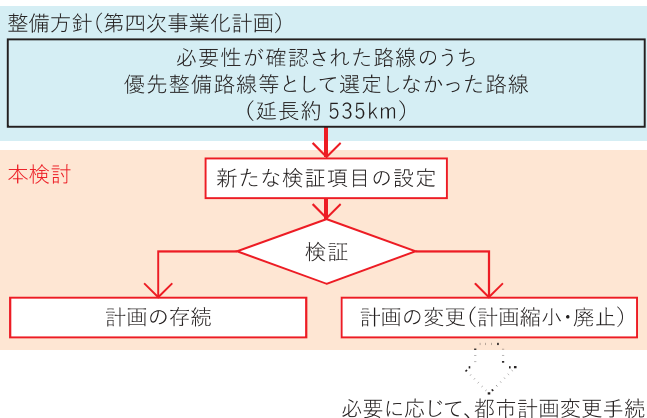 整備方針（第四次事業化計画）
必要性が確認された路線のうち
優先整備路線等として選定しなかった路線
（延長約 535km）
本検討
新たな検証項目の設定
検証
計画の存続
計画の変更（計画縮小・廃止）
必要に応じて、都市計画変更手続